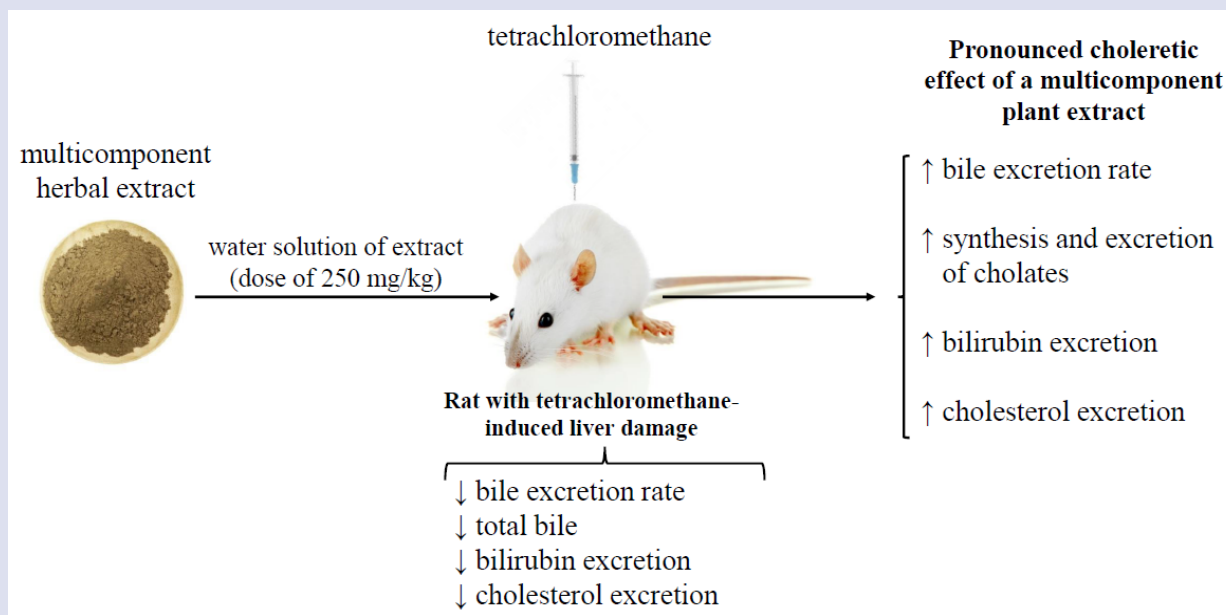 tetrachloromethane
multicomponent
herbal extract
water solution of extract
(dose of 250 mg/kg)
Rat with tetrachloromethane-
induced liver damage
↓ bile excretion rate
↓ total bile
↓ bilirubin excretion
↓ cholesterol excretion
Pronounced choleretic
effect of a multicomponent
plant extract
↑ bile excretion rate
↑ synthesis and excretion
of cholates
↑ bilirubin excretion
↑ cholesterol excretion